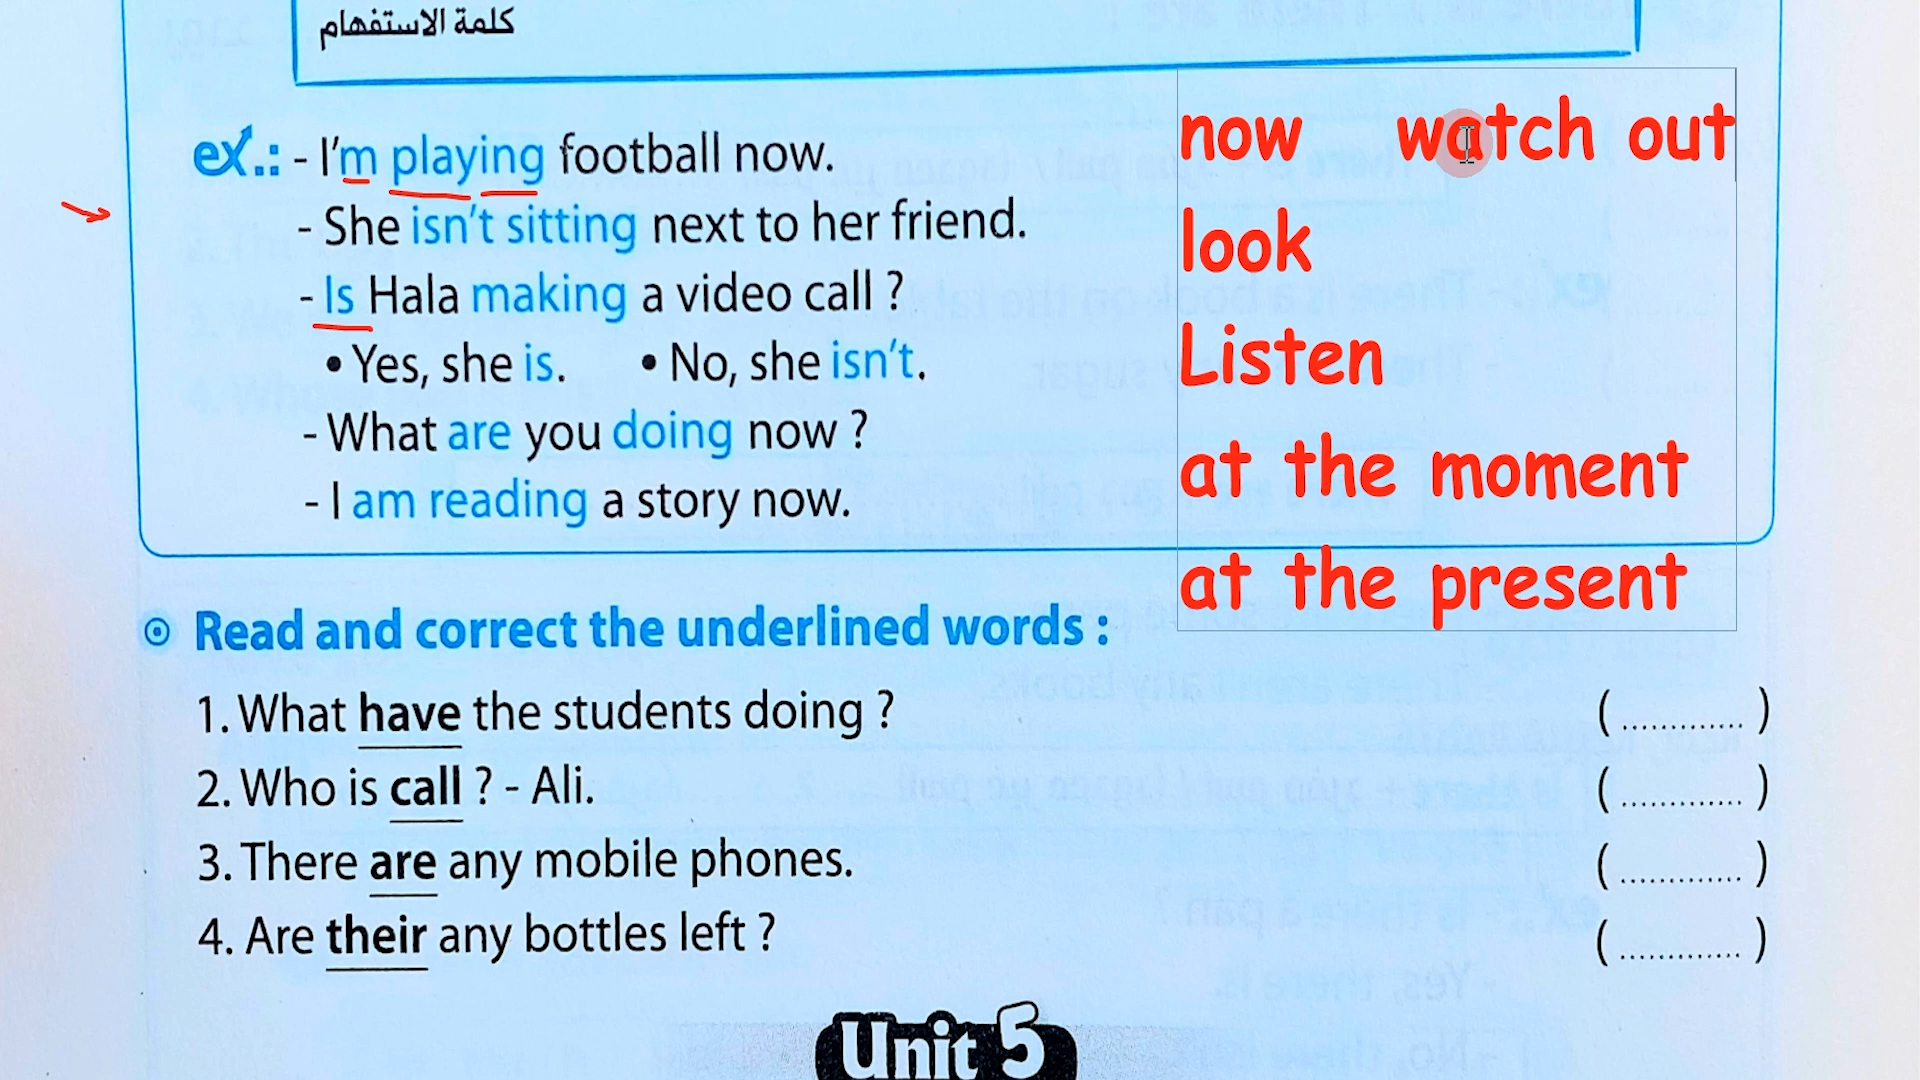 كلمة الاستفهام
ex.: - I'm playing football now.
- She isn't sitting next to her friend.
- Is Hala making a video call ?
• Yes, she is. • No, she isn't.
- What are you doing now ?
- I am reading a story now.
now watch out
look
Listen
at the moment
at the present
Read and correct the underlined words :
1. What have the students doing ? (.............)
2. Who is call ? - Ali. (.............)
3. There are any mobile phones. (.............)
4. Are their any bottles left ? (.............)
Unit 5